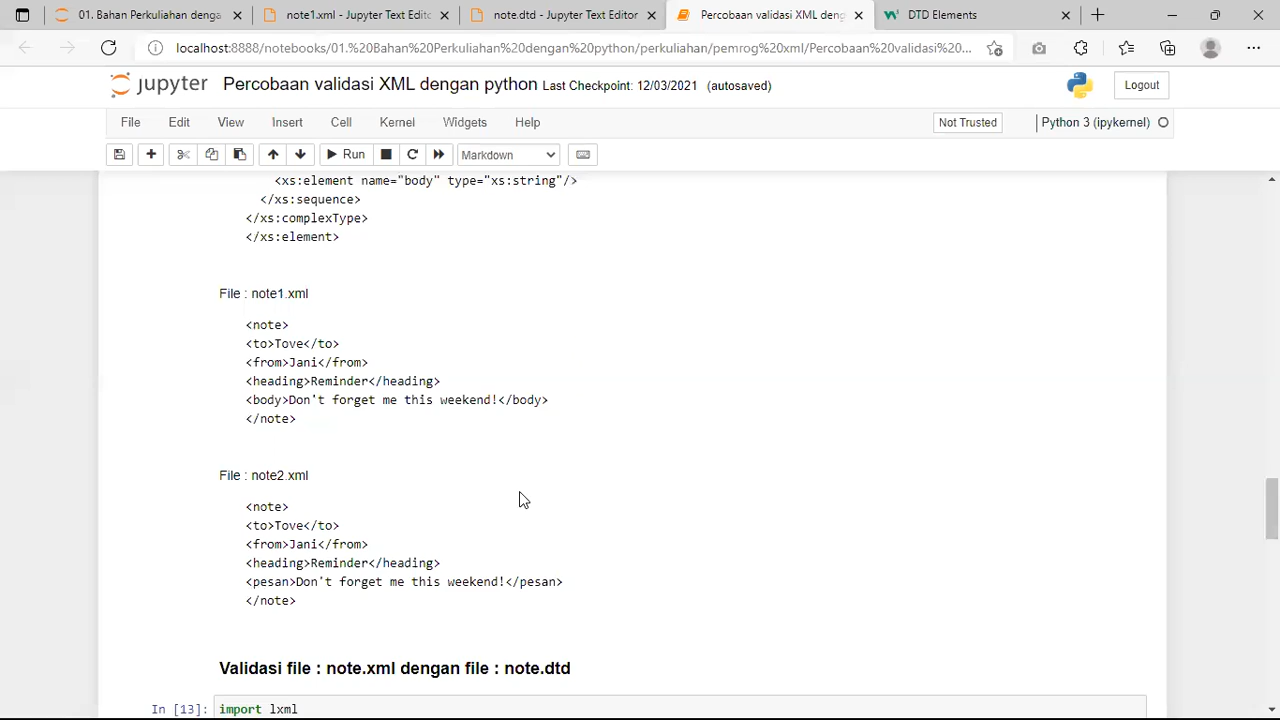 01. Bahan Perkuliahan denga
note1.xml - Jupyter Text Editc
note.dtd - Jupyter Text Editor
Percobaan validasi XML deng
DTD Elements
localhost:8888/notebooks/01.%20Bahan%20Perkuliahan%20dengan%20python/perkuliahan/pemrog%20xml/Percobaan%20validasi%20...
jupyter Percobaan validasi XML dengan python Last Checkpoint: 12/03/2021 (autosaved) Logout
File Edit View Insert Cell Kernel Widgets Help Not Trusted Python 3 (ipykernel)
Run Markdown
<xs:element name="body" type="xs:string"/>
</xs:sequence>
</xs:complexType>
</xs:element>
File : note1.xml
<note>
<to>Tove</to>
<from>Jani</from>
<heading>Reminder</heading>
<body>Don't forget me this weekend!</body>
</note>
File : note2.xml
<note>
<to>Tove</to>
<from>Jani</from>
<heading>Reminder</heading>
<pesan>Don't forget me this weekend!</pesan>
</note>
Validasi file : note.xml dengan file : note.dtd
In [13]: import lxml